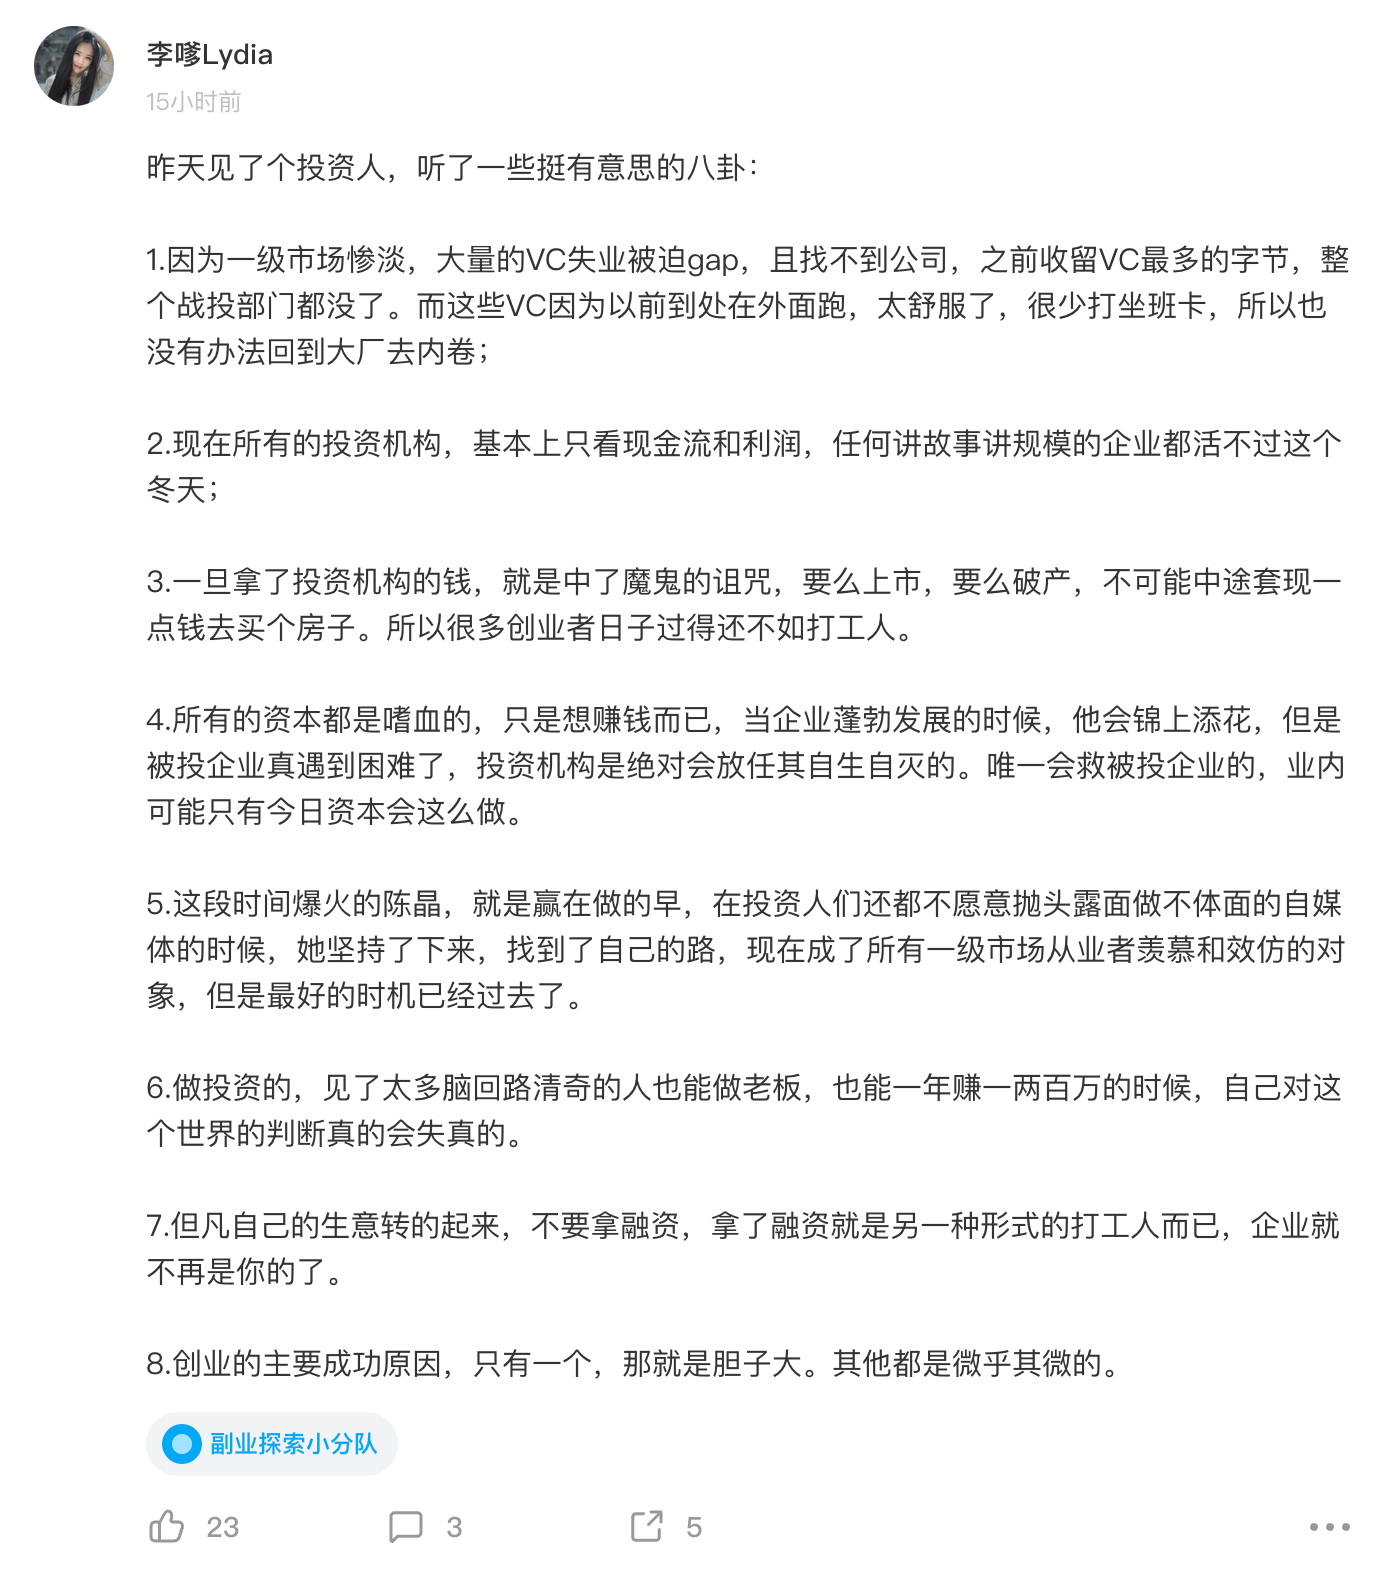 李嗲Lydia
15小时前
昨天见了个投资人，听了一些挺有意思的八卦：
1.因为一级市场惨淡，大量的VC失业被迫gap，且找不到公司，之前收留VC最多的字节，整
个战投部门都没了。而这些VC因为以前到处在外面跑，太舒服了，很少打坐班卡，所以也
没有办法回到大厂去内卷；
2.现在所有的投资机构，基本上只看现金流和利润，任何讲故事讲规模的企业都活不过这个
冬天；
3.一旦拿了投资机构的钱，就是中了魔鬼的诅咒，要么上市，要么破产，不可能中途套现一
点钱去买个房子。所以很多创业者日子过得还不如打工人。
4.所有的资本都是嗜血的，只是想赚钱而已，当企业蓬勃发展的时候，他会锦上添花，但是
被投企业真遇到困难了，投资机构是绝对会放任其自生自灭的。唯一会救被投企业的，业内
可能只有今日资本会这么做。
5.这段时间爆火的陈晶，就是赢在做的早，在投资人们还都不愿意抛头露面做不体面的自媒
体的时候，她坚持了下来，找到了自己的路，现在成了所有一级市场从业者羡慕和效仿的对
象，但是最好的时机已经过去了。
6.做投资的，见了太多脑回路清奇的人也能做老板，也能一年赚一两百万的时候，自己对这
个世界的判断真的会失真的。
7.但凡自己的生意转的起来，不要拿融资，拿了融资就是另一种形式的打工人而已，企业就
不再是你的了。
8.创业的主要成功原因，只有一个，那就是胆子大。其他都是微乎其微的。
副业探索小分队
23 3 5